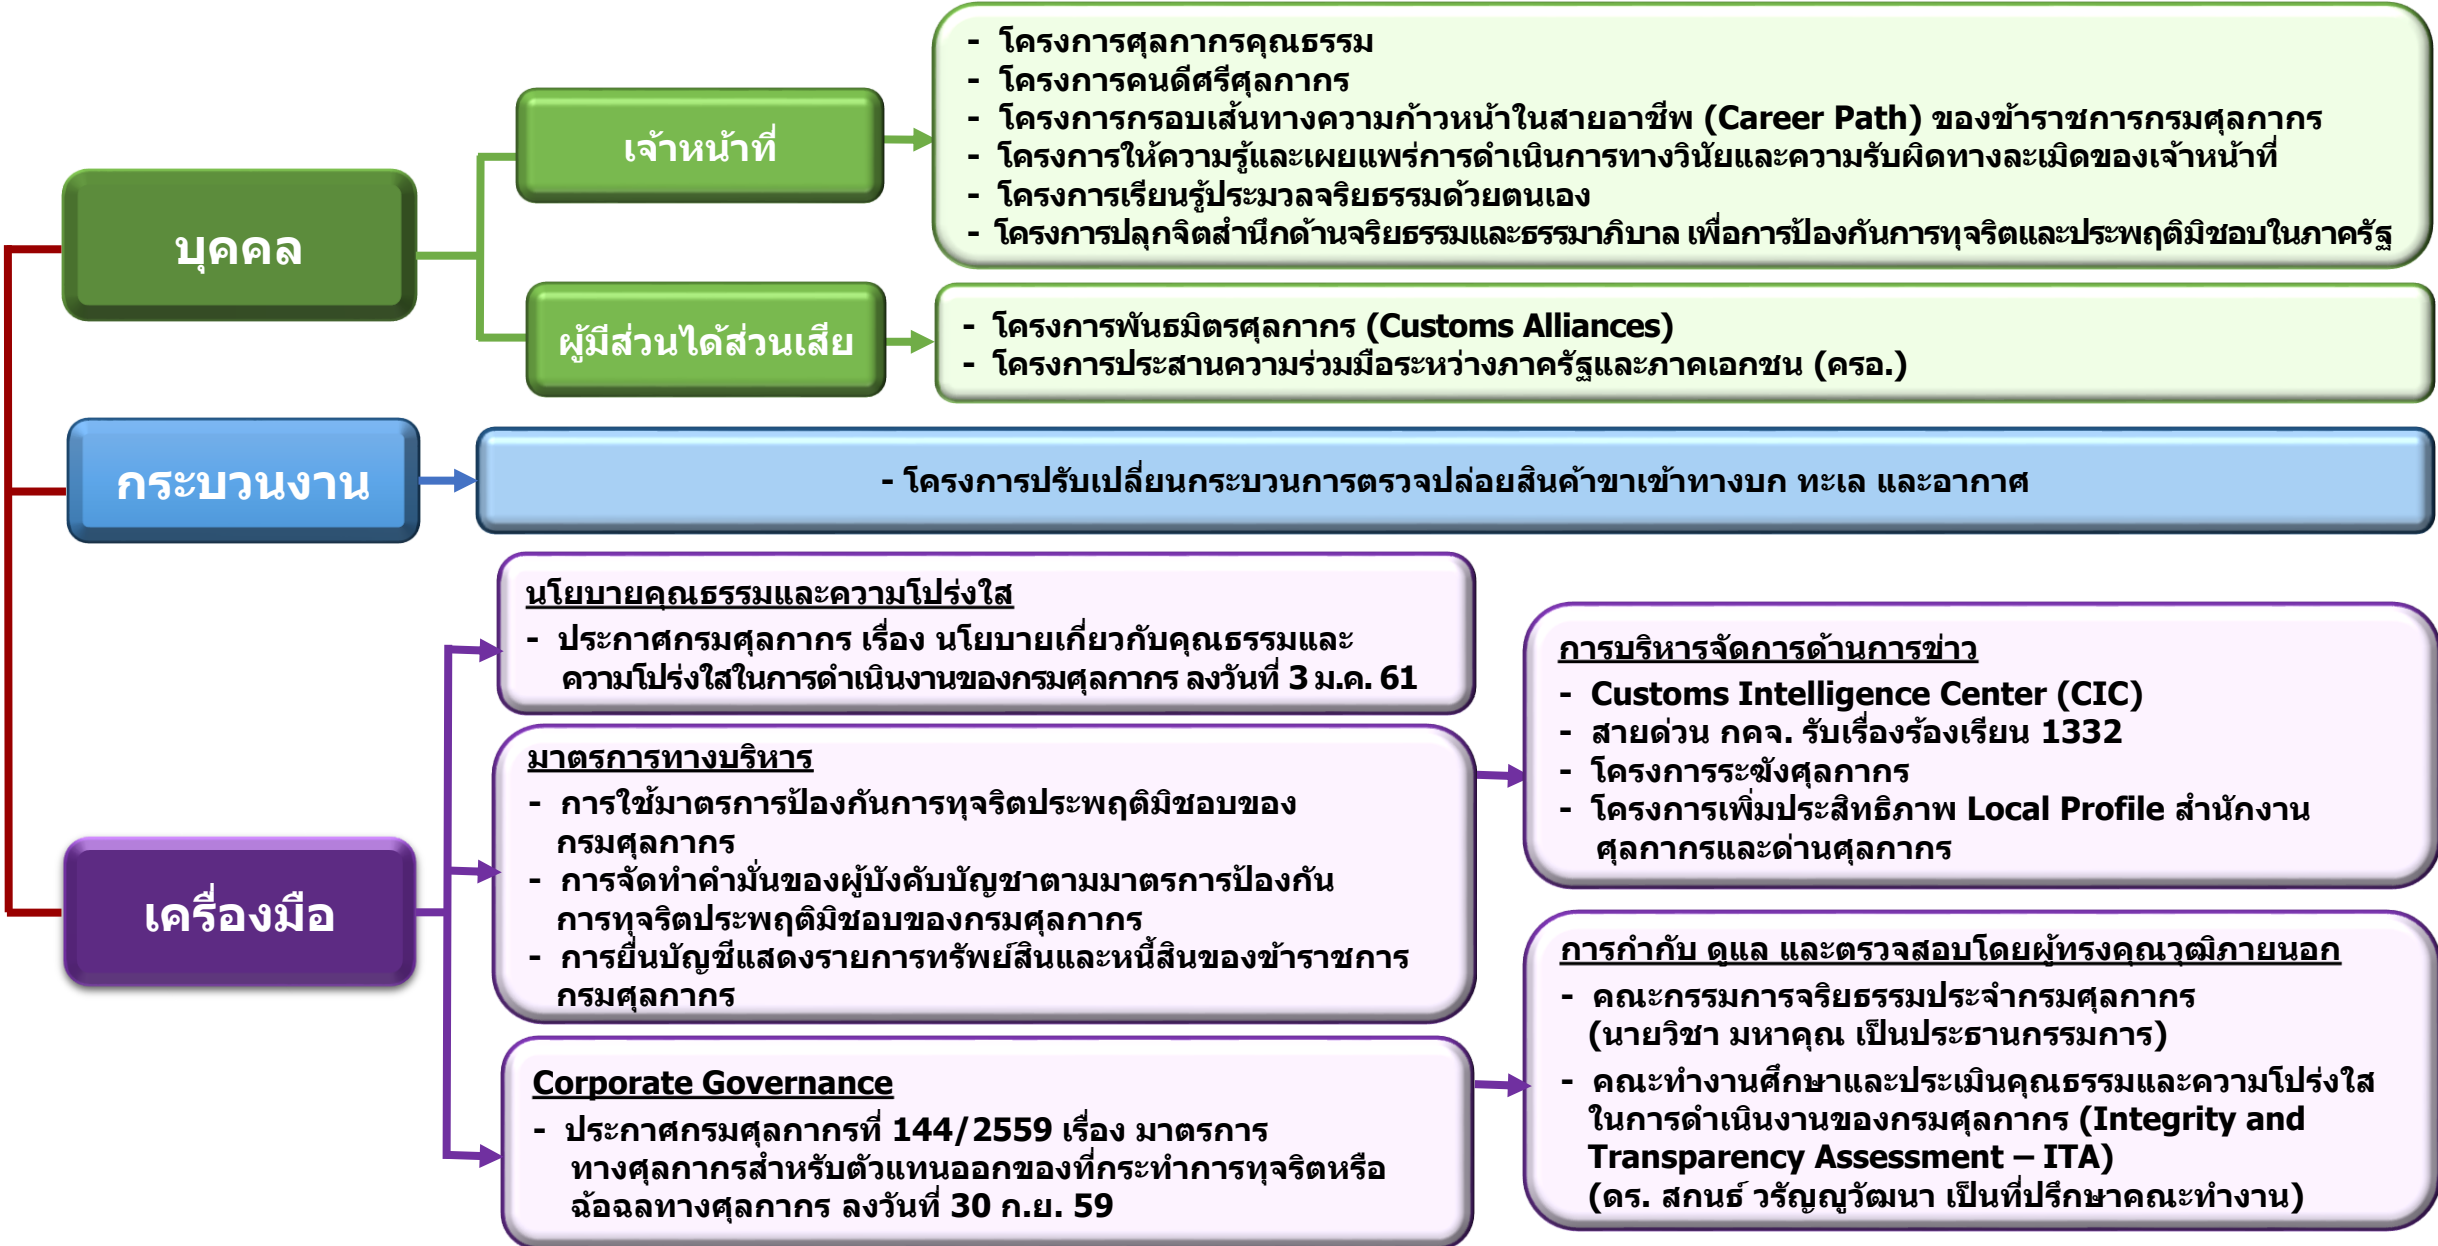 บุคคล
เจ้าหน้าที่
- โครงการศุลกากรคุณธรรม
- โครงการคนดีศรีศุลกากร
- โครงการกรอบเส้นทางความก้าวหน้าในสายอาชีพ (Career Path) ของข้าราชการกรมศุลกากร
- โครงการให้ความรู้และเผยแพร่การดำเนินการทางวินัยและความรับผิดทางละเมิดของเจ้าหน้าที่
- โครงการเรียนรู้ประมวลจริยธรรมด้วยตนเอง
- โครงการปลุกจิตสำนึกด้านจริยธรรมและธรรมาภิบาล เพื่อการป้องกันการทุจริตและประพฤติมิชอบในภาครัฐ
ผู้มีส่วนได้ส่วนเสีย
- โครงการพันธมิตรศุลกากร (Customs Alliances)
- โครงการประสานความร่วมมือระหว่างภาครัฐและภาคเอกชน (ครอ.)
กระบวนงาน
- โครงการปรับเปลี่ยนกระบวนการตรวจปล่อยสินค้าขาเข้าทางบก ทะเล และอากาศ
เครื่องมือ
นโยบายคุณธรรมและความโปร่งใส
- ประกาศกรมศุลกากร เรื่อง นโยบายเกี่ยวกับคุณธรรมและ
ความโปร่งใสในการดำเนินงานของกรมศุลกากร ลงวันที่ 3 ม.ค. 61
มาตรการทางบริหาร
- การใช้มาตรการป้องกันการทุจริตประพฤติมิชอบของ
กรมศุลกากร
- การจัดทำคำมั่นของผู้บังคับบัญชาตามมาตรการป้องกัน
การทุจริตประพฤติมิชอบของกรมศุลกากร
- การยื่นบัญชีแสดงรายการทรัพย์สินและหนี้สินของข้าราชการ
กรมศุลกากร
Corporate Governance
- ประกาศกรมศุลกากรที่ 144/2559 เรื่อง มาตรการ
ทางศุลกากรสำหรับตัวแทนออกของที่กระทำการทุจริตหรือ
ฉ้อฉลทางศุลกากร ลงวันที่ 30 ก.ย. 59
การบริหารจัดการด้านการข่าว
- Customs Intelligence Center (CIC)
- สายด่วน กคจ. รับเรื่องร้องเรียน 1332
- โครงการระฆังศุลกากร
- โครงการเพิ่มประสิทธิภาพ Local Profile สำนักงาน
ศุลกากรและด่านศุลกากร
การกำกับ ดูแล และตรวจสอบโดยผู้ทรงคุณวุฒิภายนอก
- คณะกรรมการจริยธรรมประจำกรมศุลกากร
(นายวิชา มหาคุณ เป็นประธานกรรมการ)
- คณะทำงานศึกษาและประเมินคุณธรรมและความโปร่งใส
ในการดำเนินงานของกรมศุลกากร (Integrity and
Transparency Assessment – ITA)
(ดร. สกนธ์ วรัญญูวัฒนา เป็นที่ปรึกษาคณะทำงาน)